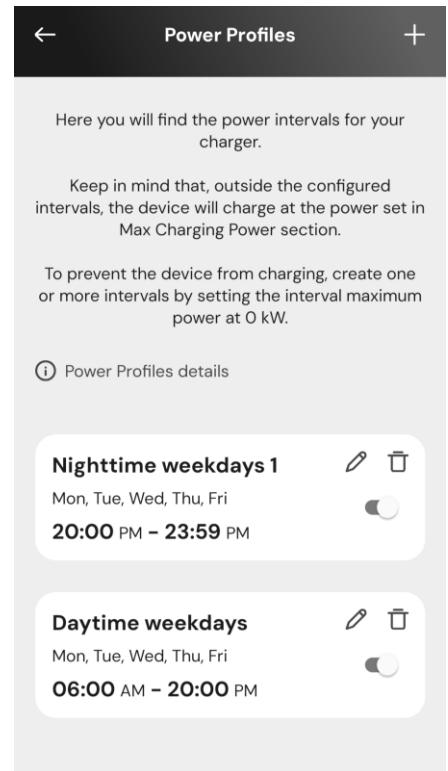 Power Profiles
Here you will find the power intervals for your
charger.
Keep in mind that, outside the configured
intervals, the device will charge at the power set in
Max Charging Power section.
To prevent the device from charging, create one
or more intervals by setting the interval maximum
power at 0 kW.
Power Profiles details
Nighttime weekdays 1
Mon, Tue, Wed, Thu, Fri
20:00 PM – 23:59 PM
Daytime weekdays
Mon, Tue, Wed, Thu, Fri
06:00 AM – 20:00 PM